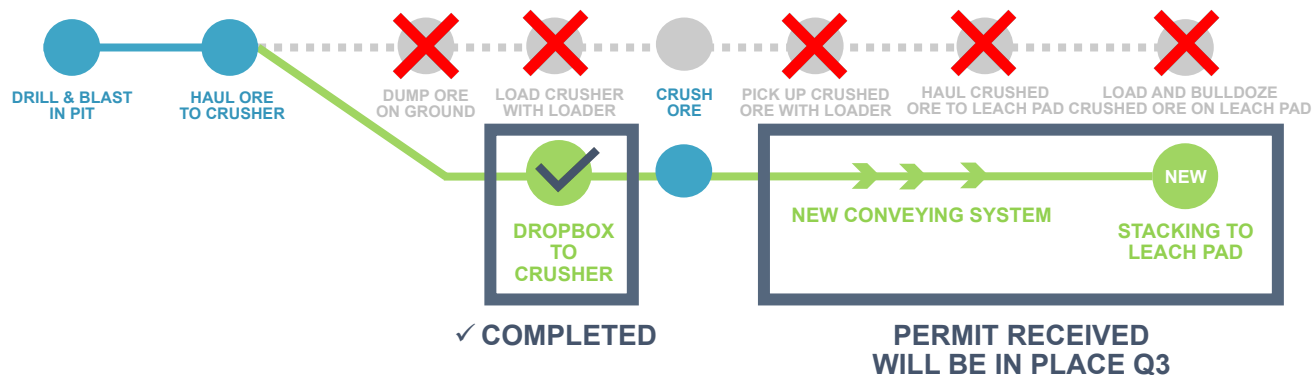 DRILL & BLAST
IN PIT
HAUL ORE
TO CRUSHER
DUMP ORE
ON GROUND
LOAD CRUSHER
WITH LOADER
CRUSH
ORE
PICK UP CRUSHED
ORE WITH LOADER
HAUL CRUSHED
ORE TO LEACH PAD
LOAD AND BULLDOZE
CRUSHED ORE ON LEACH PAD
DROPBOX
TO
CRUSHER
NEW CONVEYING SYSTEM
NEW
STACKING TO
LEACH PAD
✓ COMPLETED
PERMIT RECEIVED
WILL BE IN PLACE Q3